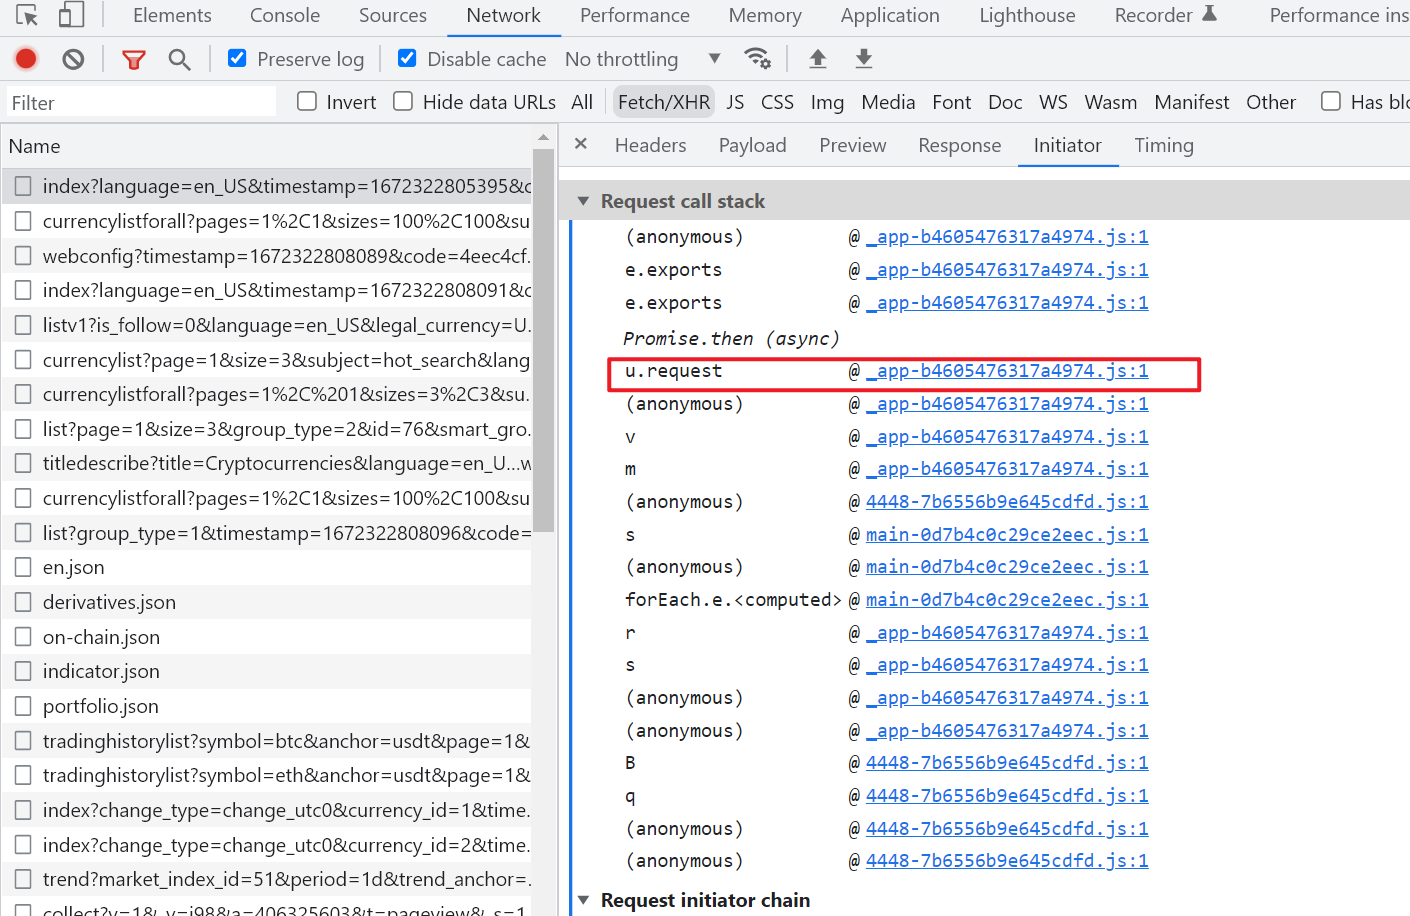 Elements Console Sources Network Performance Memory Application Lighthouse Recorder Performance ins
Preserve log Disable cache No throttling
Filter Invert Hide data URLs All Fetch/XHR JS CSS Img Media Font Doc WS Wasm Manifest Other Has blo
Name
index?language=en_US&timestamp=1672322805395&c
currencylistforall?pages=1%2C1&sizes=100%2C100&su
webconfig?timestamp=1672322808089&code=4eec4cf.
index?language=en_US&timestamp=1672322808091&c
listv1?is_follow=0&language=en_US&legal_currency=U.
currencylist?page=1&size=3&subject=hot_search&lang
currencylistforall?pages=1%2C%201&sizes=3%2C3&su.
list?page=1&size=3&group_type=2&id=76&smart_gro.
titledescribe?title=Cryptocurrencies&language=en_U...w
currencylistforall?pages=1%2C1&sizes=100%2C100&su
list?group_type=1&timestamp=1672322808096&code=
en.json
derivatives.json
on-chain.json
indicator.json
portfolio.json
tradinghistorylist?symbol=btc&anchor=usdt&page=1&
tradinghistorylist?symbol=eth&anchor=usdt&page=1&
index?change_type=change_utc0&currency_id=1&time.
index?change_type=change_utc0&currency_id=2&time.
trend?market_index_id=51&period=1d&trend_anchor=.
collect?v=1&_v=j98&a=406325603&t=pageview&_s=1
× Headers Payload Preview Response Initiator Timing
Request call stack
(anonymous) @ _app-b4605476317a4974.js:1
e.exports @ _app-b4605476317a4974.js:1
e.exports @ _app-b4605476317a4974.js:1
Promise.then (async)
u.request @ _app-b4605476317a4974.js:1
(anonymous) @ _app-b4605476317a4974.js:1
v @ _app-b4605476317a4974.js:1
m @ _app-b4605476317a4974.js:1
(anonymous) @ 4448-7b6556b9e645cdfd.js:1
s @ main-0d7b4c0c29ce2eec.js:1
(anonymous) @ main-0d7b4c0c29ce2eec.js:1
forEach.e.<computed> @ main-0d7b4c0c29ce2eec.js:1
r @ _app-b4605476317a4974.js:1
s @ _app-b4605476317a4974.js:1
(anonymous) @ _app-b4605476317a4974.js:1
(anonymous) @ _app-b4605476317a4974.js:1
B @ 4448-7b6556b9e645cdfd.js:1
q @ 4448-7b6556b9e645cdfd.js:1
(anonymous) @ 4448-7b6556b9e645cdfd.js:1
(anonymous) @ 4448-7b6556b9e645cdfd.js:1
Request initiator chain